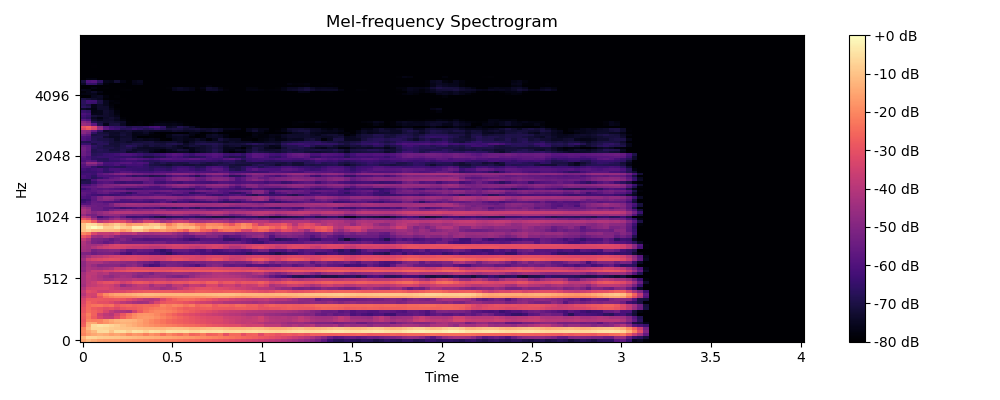 Mel-frequency Spectrogram
+0 dB
-10 dB
-20 dB
-30 dB
-40 dB
-50 dB
-60 dB
-70 dB
-80 dB
4096
2048
1024
512
0
Hz
0
0.5
1
1.5
2
2.5
3
3.5
4
Time